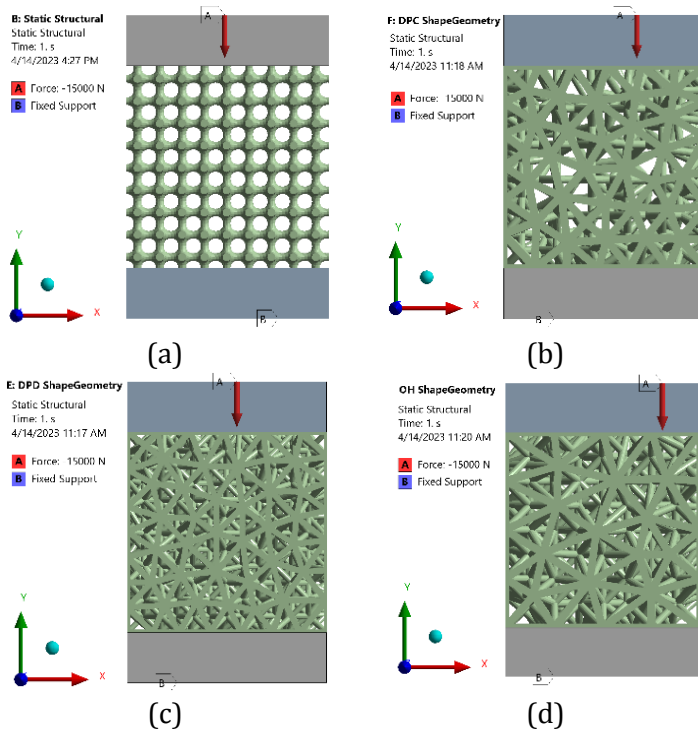 B: Static Structural
Static Structural
Time: 1. s
4/14/2023 4:27 PM
A Force: -15000 N
B Fixed Support
A
B
Y
X
(a)
F: DPC ShapeGeometry
Static Structural
Time: 1. s
4/14/2023 11:18 AM
A Force: 15000 N
B Fixed Support
A
B
Y
X
(b)
E: DPD ShapeGeometry
Static Structural
Time: 1. s
4/14/2023 11:17 AM
A Force: 15000 N
B Fixed Support
A
B
Y
X
(c)
OH ShapeGeometry
Static Structural
Time: 1. s
4/14/2023 11:20 AM
A Force: -15000 N
B Fixed Support
A
B
Y
X
(d)